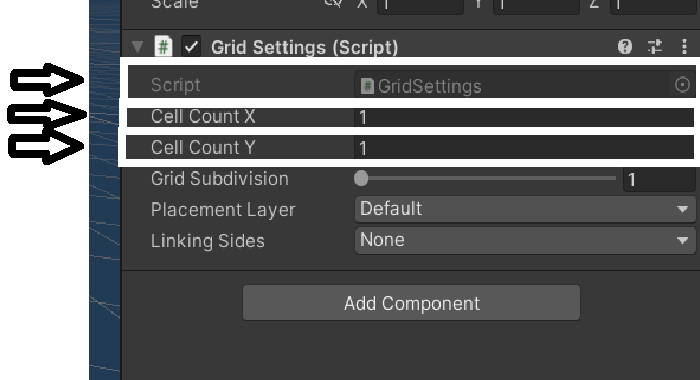 Scale X 1 Y 1 Z 1
# Grid Settings (Script)
Script # GridSettings
Cell Count X 1
Cell Count Y 1
Grid Subdivision 1
Placement Layer Default
Linking Sides None
Add Component